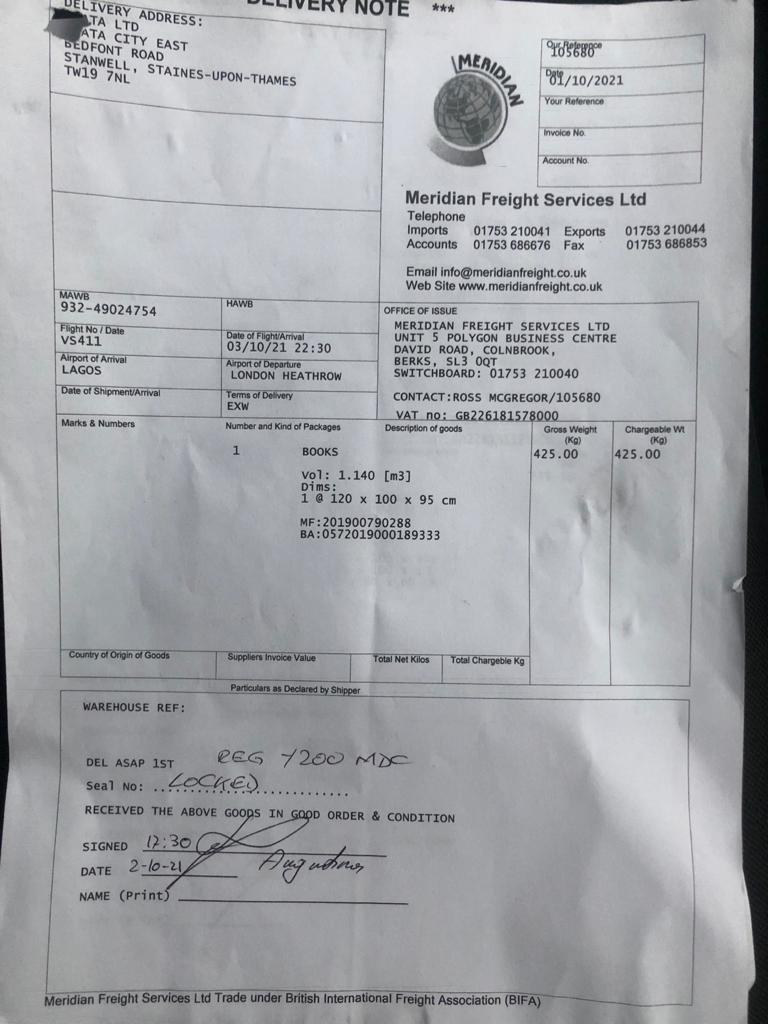 DELIVERY NOTE ***
DELIVERY ADDRESS:
TA LTD
ATA CITY EAST
BEDFONT ROAD
STANWELL, STAINES-UPON-THAMES
TW19 7NL
MERIDIAN
Our Reference
105680
Date
01/10/2021
Your Reference
Invoice No.
Account No.
Meridian Freight Services Ltd
Telephone
Imports 01753 210041 Exports 01753 210044
Accounts 01753 686676 Fax 01753 686853
Email info@meridianfreight.co.uk
Web Site www.meridianfreight.co.uk
MAWB
932-49024754
HAWB
Flight No / Date
VS411
Date of Flight/Arrival
03/10/21 22:30
Airport of Arrival
LAGOS
Airport of Departure
LONDON HEATHROW
Date of Shipment/Arrival
Terms of Delivery
EXW
OFFICE OF ISSUE
MERIDIAN FREIGHT SERVICES LTD
UNIT 5 POLYGON BUSINESS CENTRE
DAVID ROAD, COLNBROOK,
BERKS, SL3 0QT
SWITCHBOARD: 01753 210040
CONTACT:ROSS MCGREGOR/105680
VAT no: GB226181578000
Marks & Numbers
Number and Kind of Packages
Description of goods
Gross Weight
(Kg)
Chargeable Wt
(Kg)
1 BOOKS 425.00 425.00
Vol: 1.140 [m3]
Dims:
1 @ 120 x 100 x 95 cm
MF:201900790288
BA:0572019000189333
Country of Origin of Goods
Suppliers Invoice Value
Total Net Kilos
Total Chargeble Kg
Particulars as Declared by Shipper
WAREHOUSE REF:
DEL ASAP 1ST REG Y200 MDC
Seal No: LOCKED
RECEIVED THE ABOVE GOODS IN GOOD ORDER & CONDITION
SIGNED 17:30
DATE 2-10-21
NAME (Print)
Meridian Freight Services Ltd Trade under British International Freight Association (BIFA)